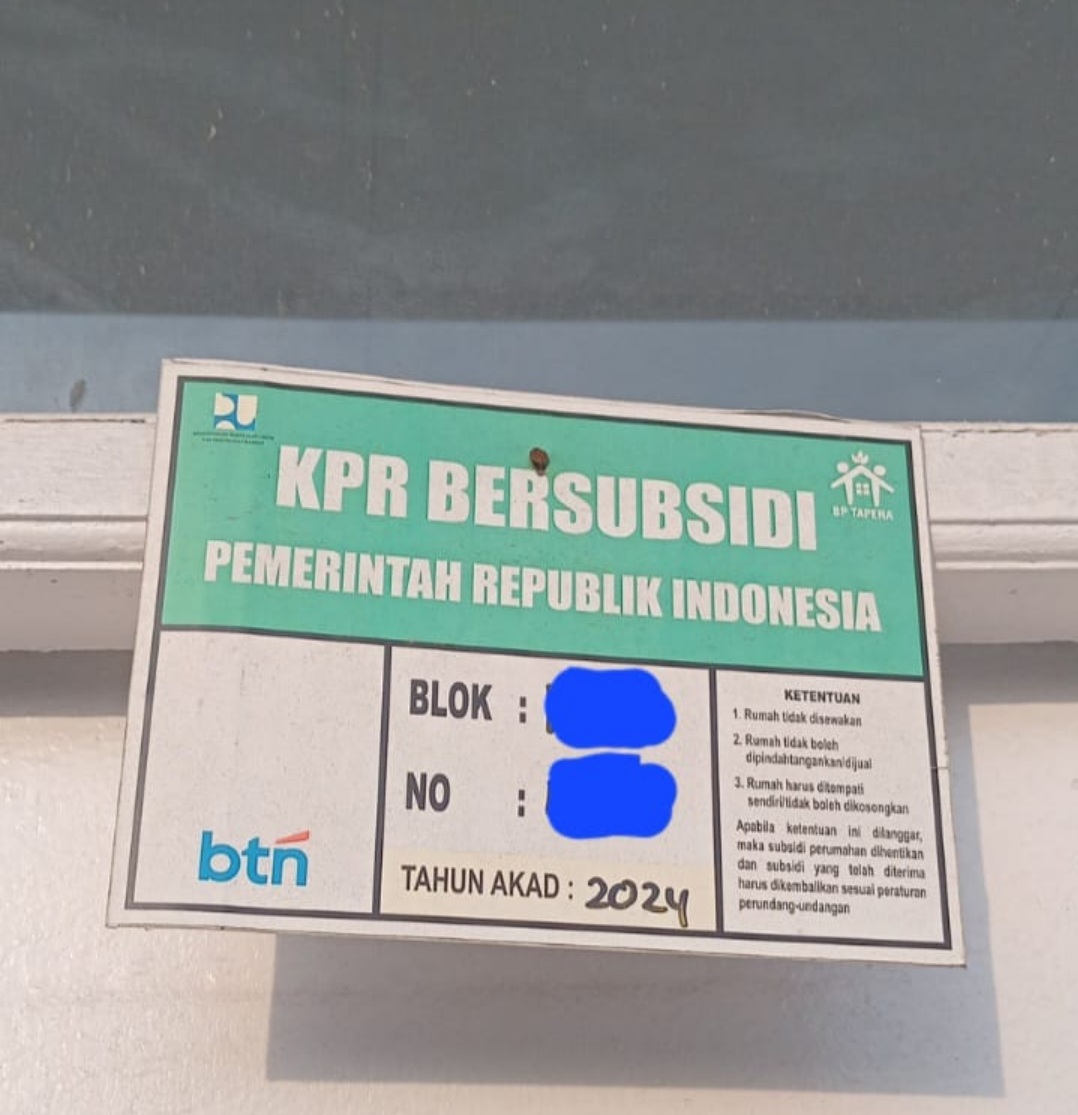 PU
KPR BERSUBSIDI
BP TAPERA
PEMERINTAH REPUBLIK INDONESIA
BLOK :
NO :
TAHUN AKAD : 2024
btn
KETENTUAN
1. Rumah tidak disewakan
2. Rumah tidak boleh
dipindahtangankan/dijual
3. Rumah harus ditempati
sendiri/tidak boleh dikosongkan
Apabila ketentuan ini dilanggar,
maka subsidi perumahan dihentikan
dan subsidi yang telah diterima
harus dikembalikan sesuai peraturan
perundang-undangan